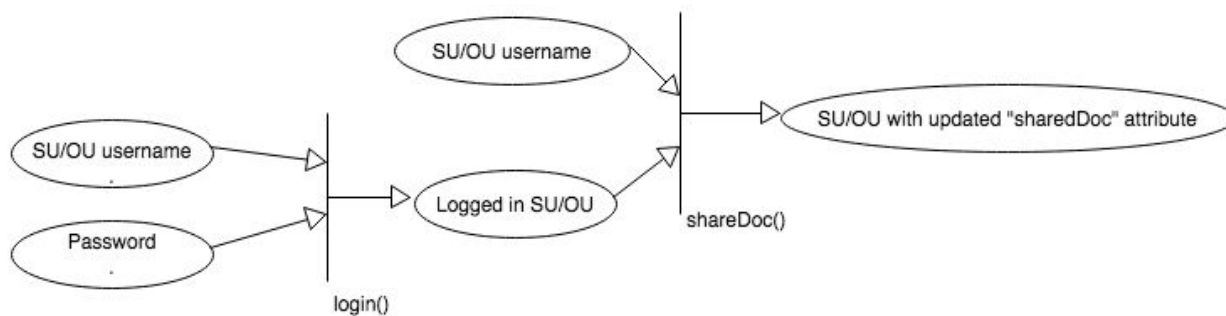 SU/OU username
SU/OU with updated "sharedDoc" attribute
SU/OU username
.
Logged in SU/OU
shareDoc()
Password
.
login()